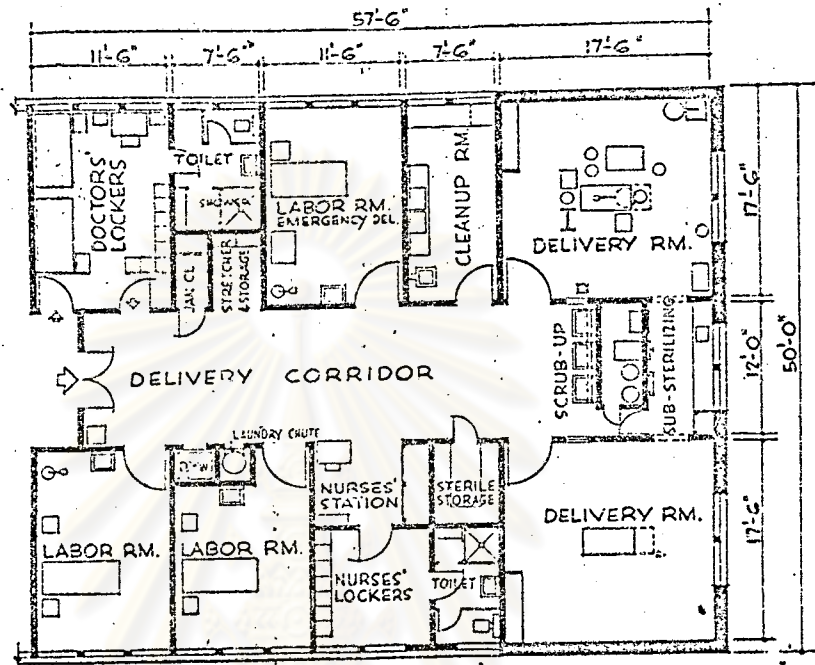 57'-6"
11'-6" 7'-6" 11'-6" 7'-6" 17'-6"
DOCTORS'
LOCKERS
TOILET
SHOWER
JAN CL
STRETCHER
STORAGE
LABOR RM.
EMERGENCY DEL.
CLEANUP RM.
DELIVERY RM.
17'-6"
12'-0"
50'-0"
17'-6"
SCRUB-UP
SUB-STERILIZING
DELIVERY CORRIDOR
LAUNDRY CHUTE
NURSES'
STATION
STERILE
STORAGE
LABOR RM.
LABOR RM.
NURSES'
LOCKERS
TOILET
DELIVERY RM.